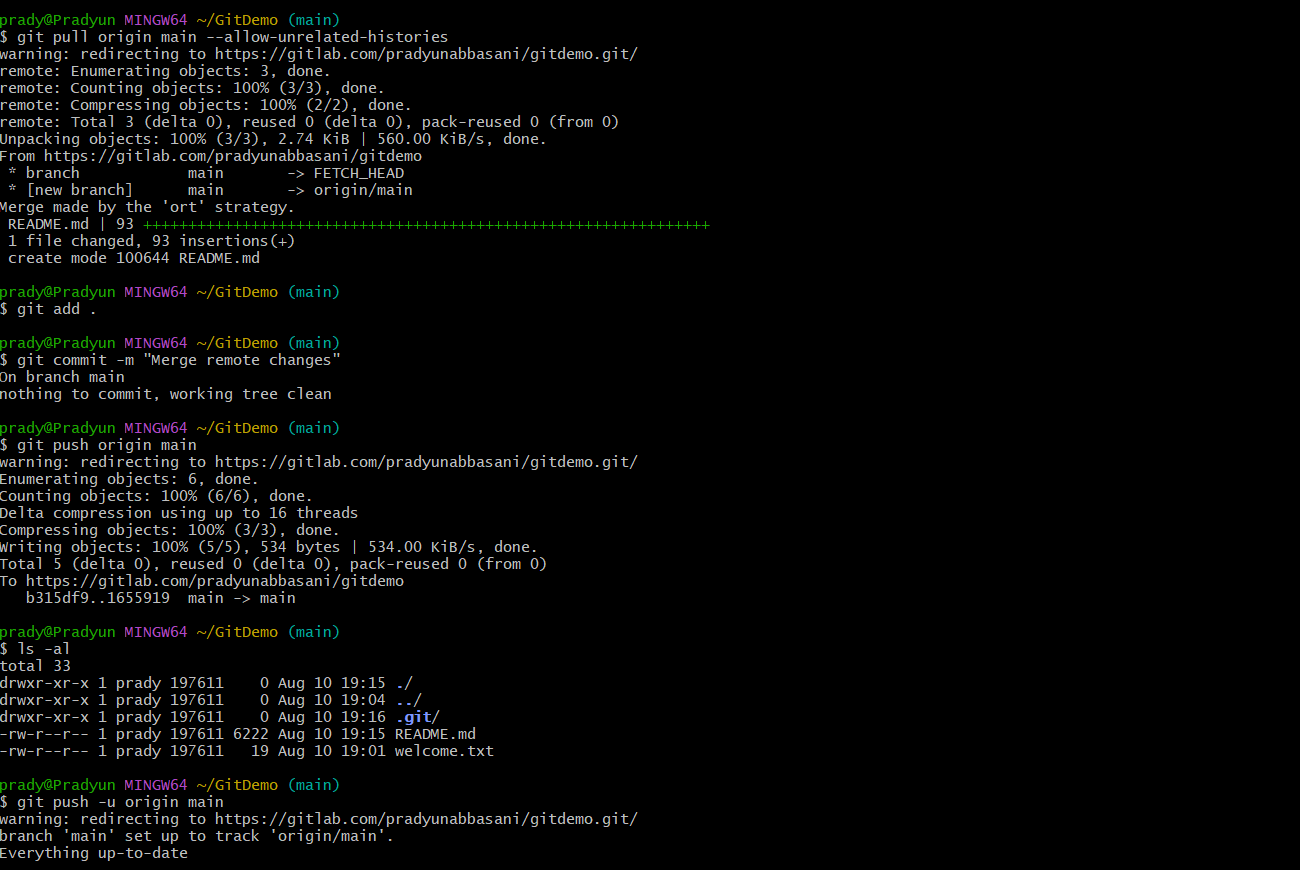 prady@Pradyun MINGW64 ~/GitDemo (main)
$ git pull origin main --allow-unrelated-histories
warning: redirecting to https://gitlab.com/pradyunabbasani/gitdemo.git/
remote: Enumerating objects: 3, done.
remote: Counting objects: 100% (3/3), done.
remote: Compressing objects: 100% (2/2), done.
remote: Total 3 (delta 0), reused 0 (delta 0), pack-reused 0 (from 0)
Unpacking objects: 100% (3/3), 2.74 KiB | 560.00 KiB/s, done.
From https://gitlab.com/pradyunabbasani/gitdemo
 * branch            main       -> FETCH_HEAD
 * [new branch]      main       -> origin/main
Merge made by the 'ort' strategy.
 README.md | 93 +++++++++++++++++++++++++++++++++++++++++++++++++++++++++++++++
 1 file changed, 93 insertions(+)
 create mode 100644 README.md
prady@Pradyun MINGW64 ~/GitDemo (main)
$ git add .
prady@Pradyun MINGW64 ~/GitDemo (main)
$ git commit -m "Merge remote changes"
On branch main
nothing to commit, working tree clean
prady@Pradyun MINGW64 ~/GitDemo (main)
$ git push origin main
warning: redirecting to https://gitlab.com/pradyunabbasani/gitdemo.git/
Enumerating objects: 6, done.
Counting objects: 100% (6/6), done.
Delta compression using up to 16 threads
Compressing objects: 100% (3/3), done.
Writing objects: 100% (5/5), 534 bytes | 534.00 KiB/s, done.
Total 5 (delta 0), reused 0 (delta 0), pack-reused 0 (from 0)
To https://gitlab.com/pradyunabbasani/gitdemo
   b315df9..1655919  main -> main
prady@Pradyun MINGW64 ~/GitDemo (main)
$ ls -al
total 33
drwxr-xr-x 1 prady 197611    0 Aug 10 19:15 ./
drwxr-xr-x 1 prady 197611    0 Aug 10 19:04 ../
drwxr-xr-x 1 prady 197611    0 Aug 10 19:16 .git/
-rw-r--r-- 1 prady 197611 6222 Aug 10 19:15 README.md
-rw-r--r-- 1 prady 197611   19 Aug 10 19:01 welcome.txt
prady@Pradyun MINGW64 ~/GitDemo (main)
$ git push -u origin main
warning: redirecting to https://gitlab.com/pradyunabbasani/gitdemo.git/
branch 'main' set up to track 'origin/main'.
Everything up-to-date